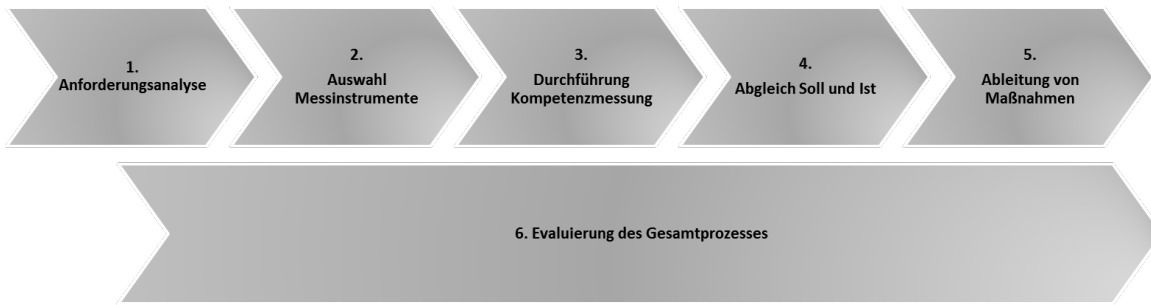 1.
Anforderungsanalyse
2.
Auswahl
Messinstrumente
3.
Durchführung
Kompetenzmessung
4.
Abgleich Soll und Ist
5.
Ableitung von
Maßnahmen
6. Evaluierung des Gesamtprozesses